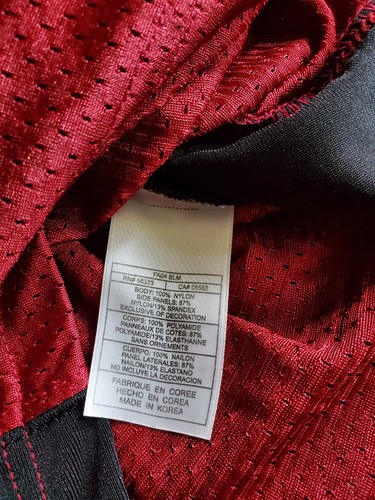 FA04 BLM
RN# 56323 CA# 05553
BODY: 100% NYLON
SIDE PANELS: 87%
NYLON/13% SPANDEX
EXCLUSIVE OF DECORATION
CORPS: 100% POLYAMIDE
PANNEAUX DE COTES: 87%
POLYAMIDE/13% ELASTHANNE
SANS ORNEMENTS
CUERPO: 100% NAILON
PANEL LATERALES: 87%
NAILON/13% ELASTANO
NO INCLUYE LA DECORACION
FABRIQUE EN COREE
HECHO EN COREA
MADE IN KOREA